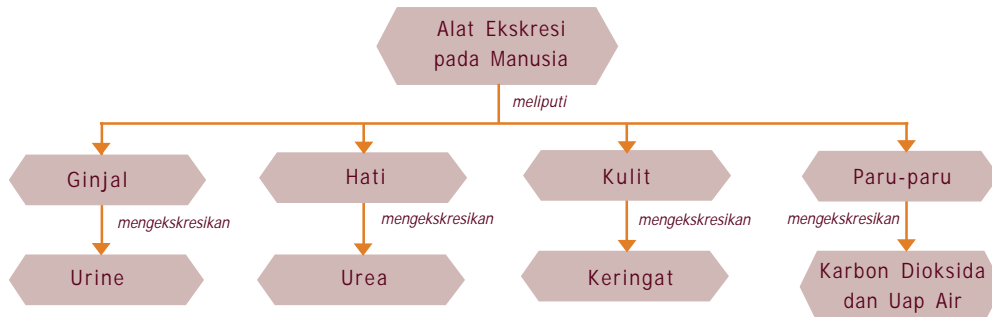 Alat Ekskresi
pada Manusia
meliputi
Ginjal
Hati
Kulit
Paru-paru
mengekskresikan
mengekskresikan
mengekskresikan
mengekskresikan
Urine
Urea
Keringat
Karbon Dioksida
dan Uap Air